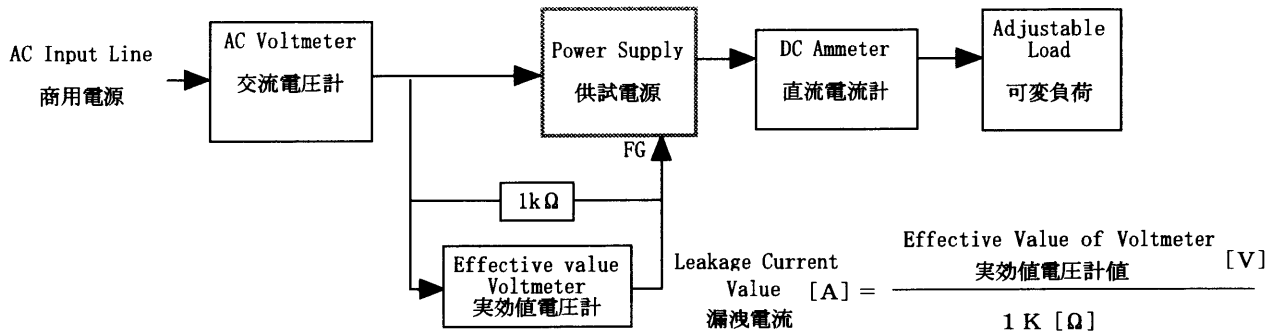 AC Input Line
商用電源
AC Voltmeter
交流電圧計
Power Supply
供試電源
DC Ammeter
直流電流計
Adjustable
Load
可変負荷
FG
1kΩ
Effective value
Voltmeter
実効値電圧計
Leakage Current
Value [A] =
漏洩電流
Effective Value of Voltmeter
実効値電圧計値 [V]
1 K [Ω]